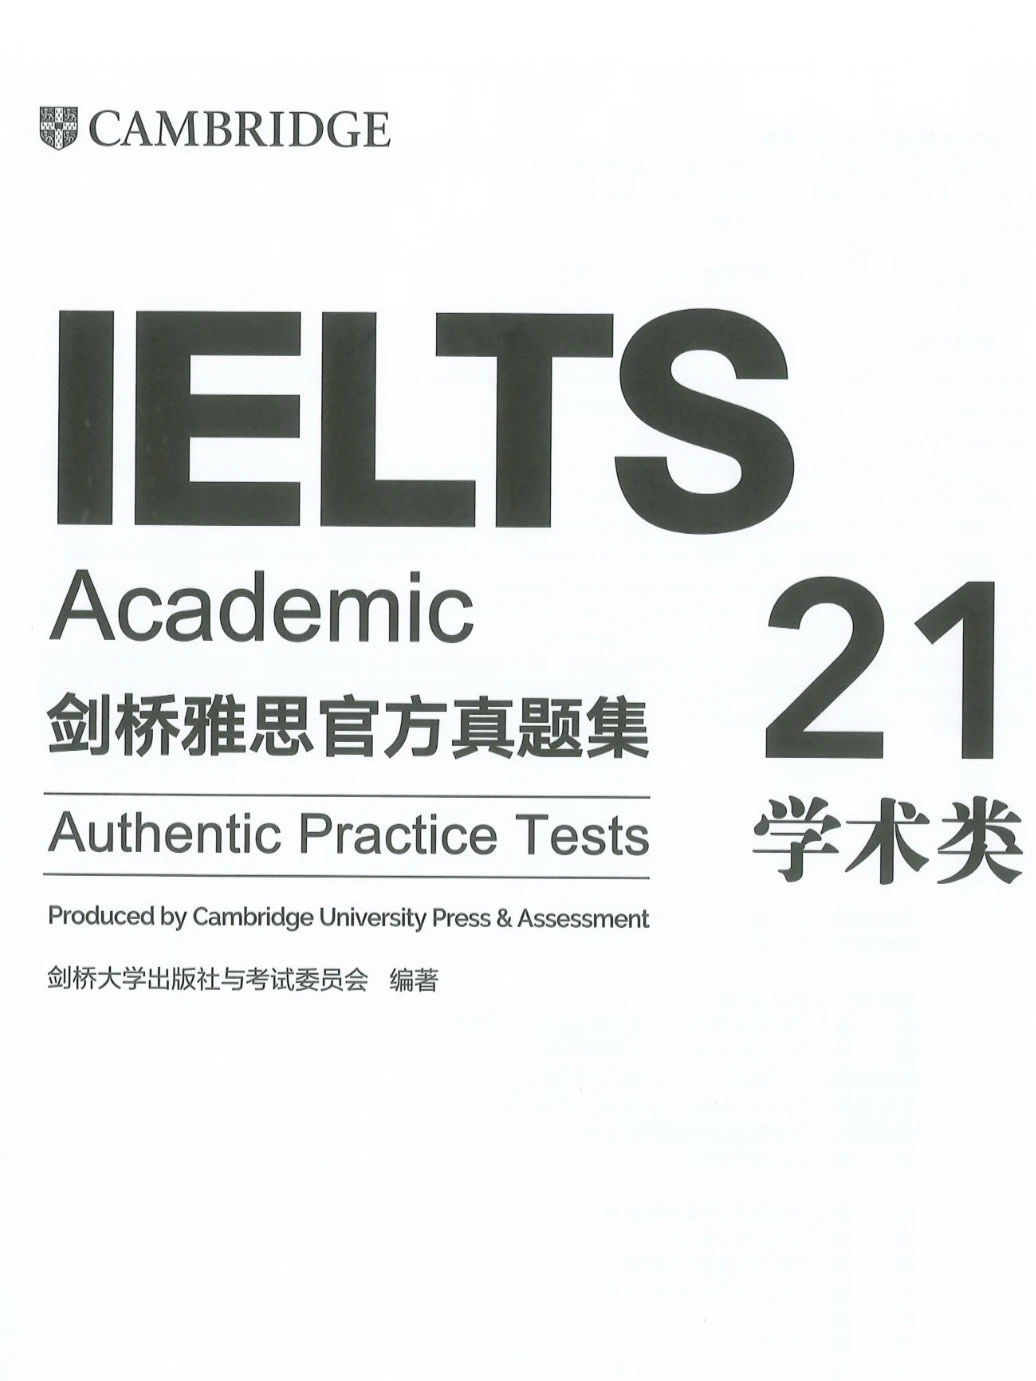 CAMBRIDGE
IELTS
Academic
21
剑桥雅思官方真题集
学术类
Authentic Practice Tests
Produced by Cambridge University Press & Assessment
剑桥大学出版社与考试委员会 编著